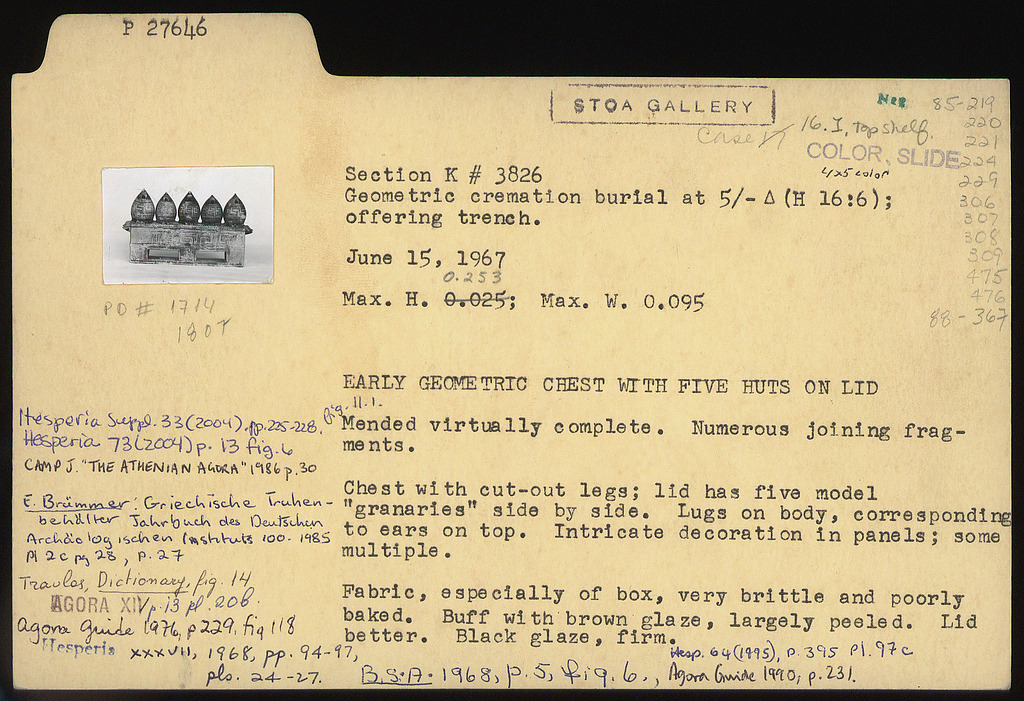 P 27646
STOA GALLERY
Neg 85-219
220
221
224
229
306
307
308
309
475
476
88-367
Case 17
16. I, Top shelf.
COLOR, SLIDE
4x5 color
Section K # 3826
Geometric cremation burial at 5/-Δ (H 16:6);
offering trench.
June 15, 1967
0.253
Max. H. 0.025; Max. W. 0.095
PD # 1714
1807
EARLY GEOMETRIC CHEST WITH FIVE HUTS ON LID
Mended virtually complete. Numerous joining frag-
ments.
Chest with cut-out legs; lid has five model
"granaries" side by side. Lugs on body, corresponding
to ears on top. Intricate decoration in panels; some
multiple.
Fabric, especially of box, very brittle and poorly
baked. Buff with brown glaze, largely peeled. Lid
better. Black glaze, firm.
Hesperia Suppl. 33 (2004), pp. 225-228, fig. 11.1.
Hesperia 73 (2004) p. 13 fig. 6
CAMP J. "THE ATHENIAN AGORA" 1986 p. 30
E. Brümmer: Griechische Truhen-
behälter Jahrbuch des Deutschen
Archäologischen Instituts 100. 1985
Pl 2c pg 28, p. 27
Travlos, Dictionary, fig. 14
AGORA XIV p. 13 pl. 20b.
Agora Guide 1976, p 229, fig 118
Hesperia XXXVII, 1968, pp. 94-97,
pls. 24-27.
B.S.A. 1968, p. 5, fig. 6.,
Hesp. 64 (1995), p. 395 Pl. 97c
Agora Guide 1990, p. 231.